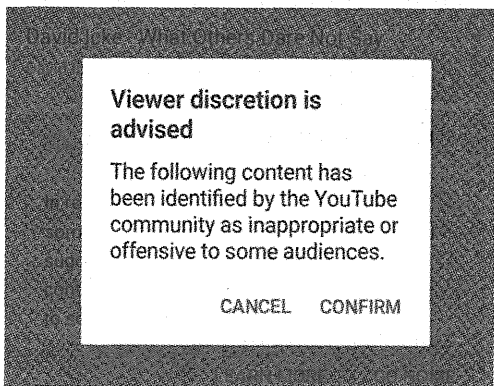 David Icke - What Others Dare Not Say
Viewer discretion is
advised
The following content has
been identified by the YouTube
community as inappropriate or
offensive to some audiences.
CANCEL CONFIRM